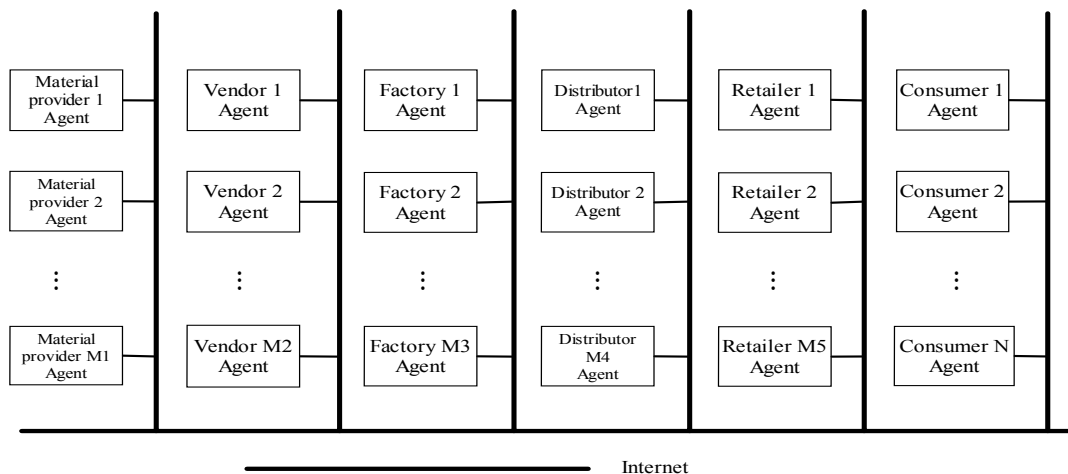 Material
provider 1
Agent
Vendor 1
Agent
Factory 1
Agent
Distributor1
Agent
Retailer 1
Agent
Consumer 1
Agent
Material
provider 2
Agent
Vendor 2
Agent
Factory 2
Agent
Distributor 2
Agent
Retailer 2
Agent
Consumer 2
Agent
Material
provider M1
Agent
Vendor M2
Agent
Factory M3
Agent
Distributor
M4
Agent
Retailer M5
Agent
Consumer N
Agent
Internet